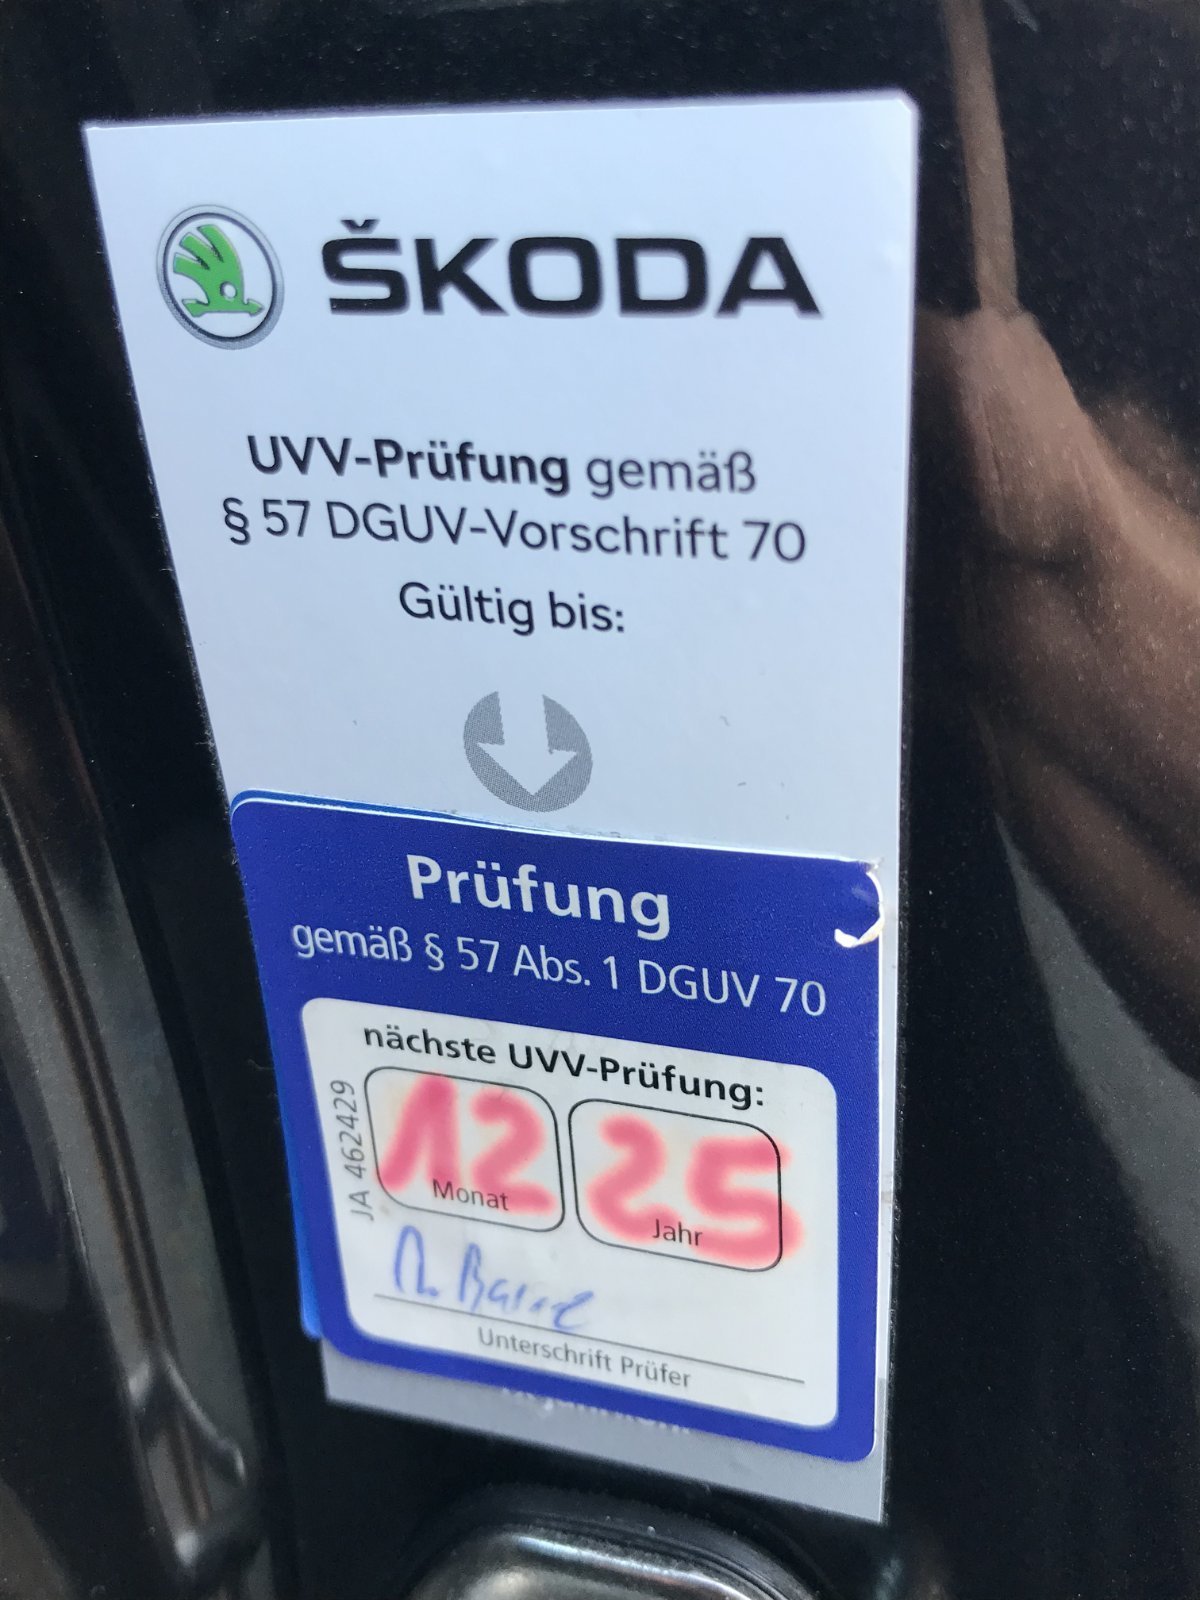 ŠKODA
UVV-Prüfung gemäß
§ 57 DGUV-Vorschrift 70
Gültig bis:
Prüfung
gemäß § 57 Abs. 1 DGUV 70
nächste UVV-Prüfung:
JA 462429
12 25
Monat Jahr
Unterschrift Prüfer